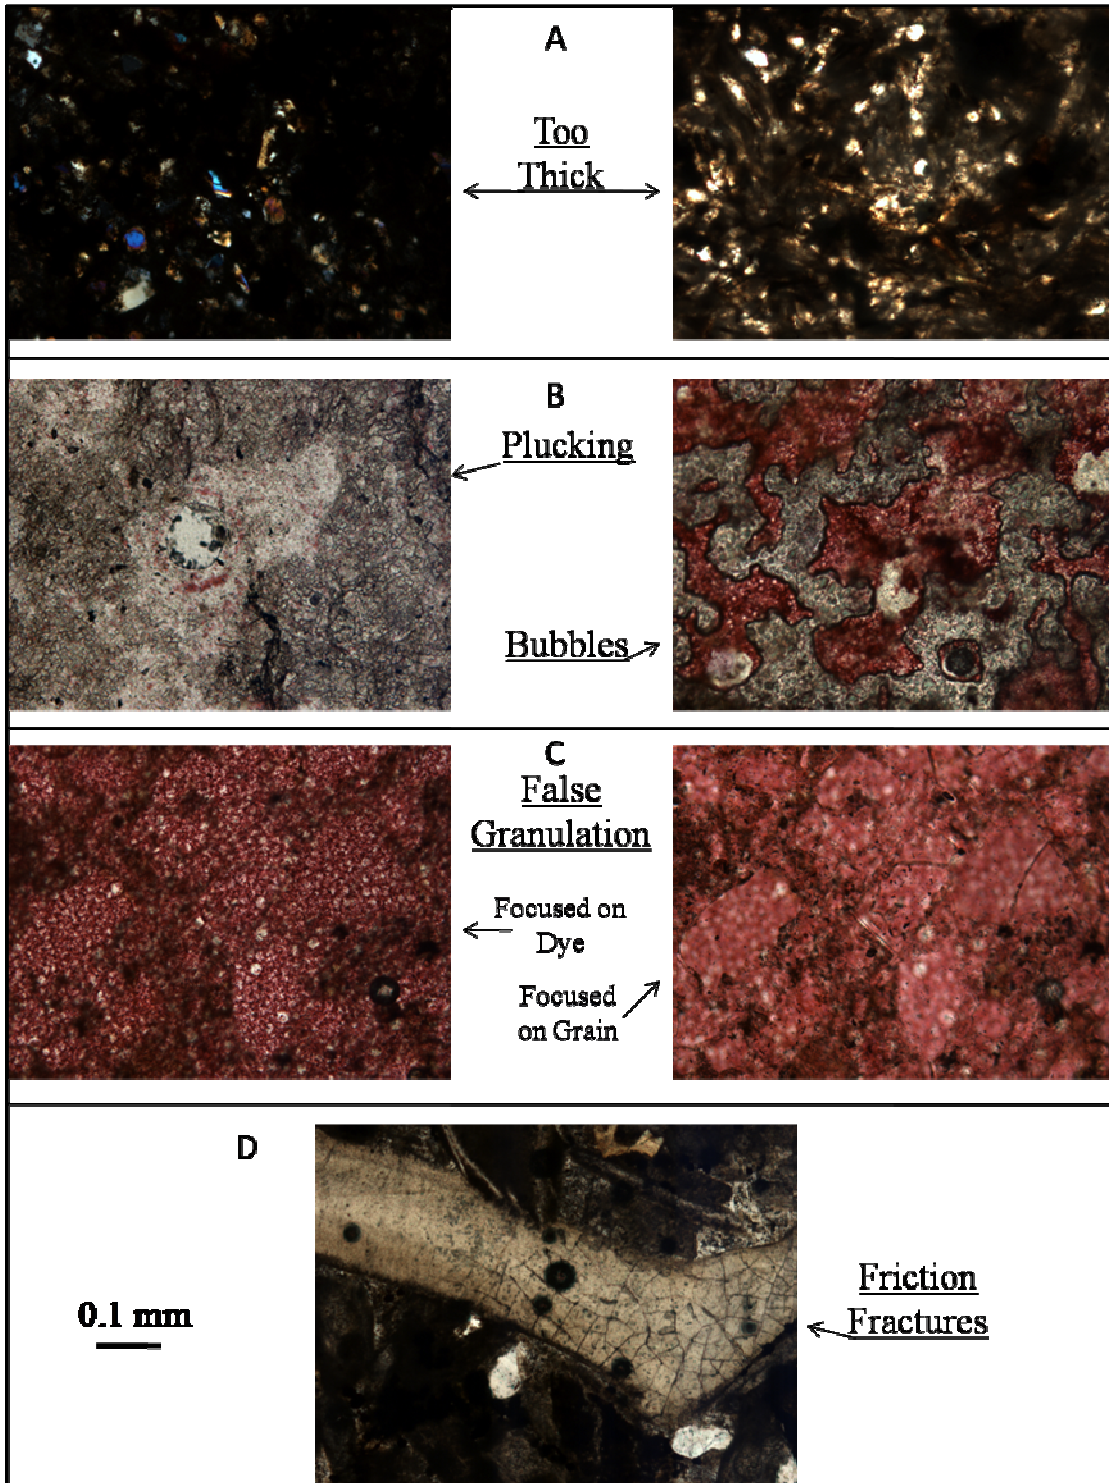 A
Too
Thick
B
Plucking
Bubbles
C
False
Granulation
Focused on
Dye
Focused
on Grain
D
0.1 mm
Friction
Fractures